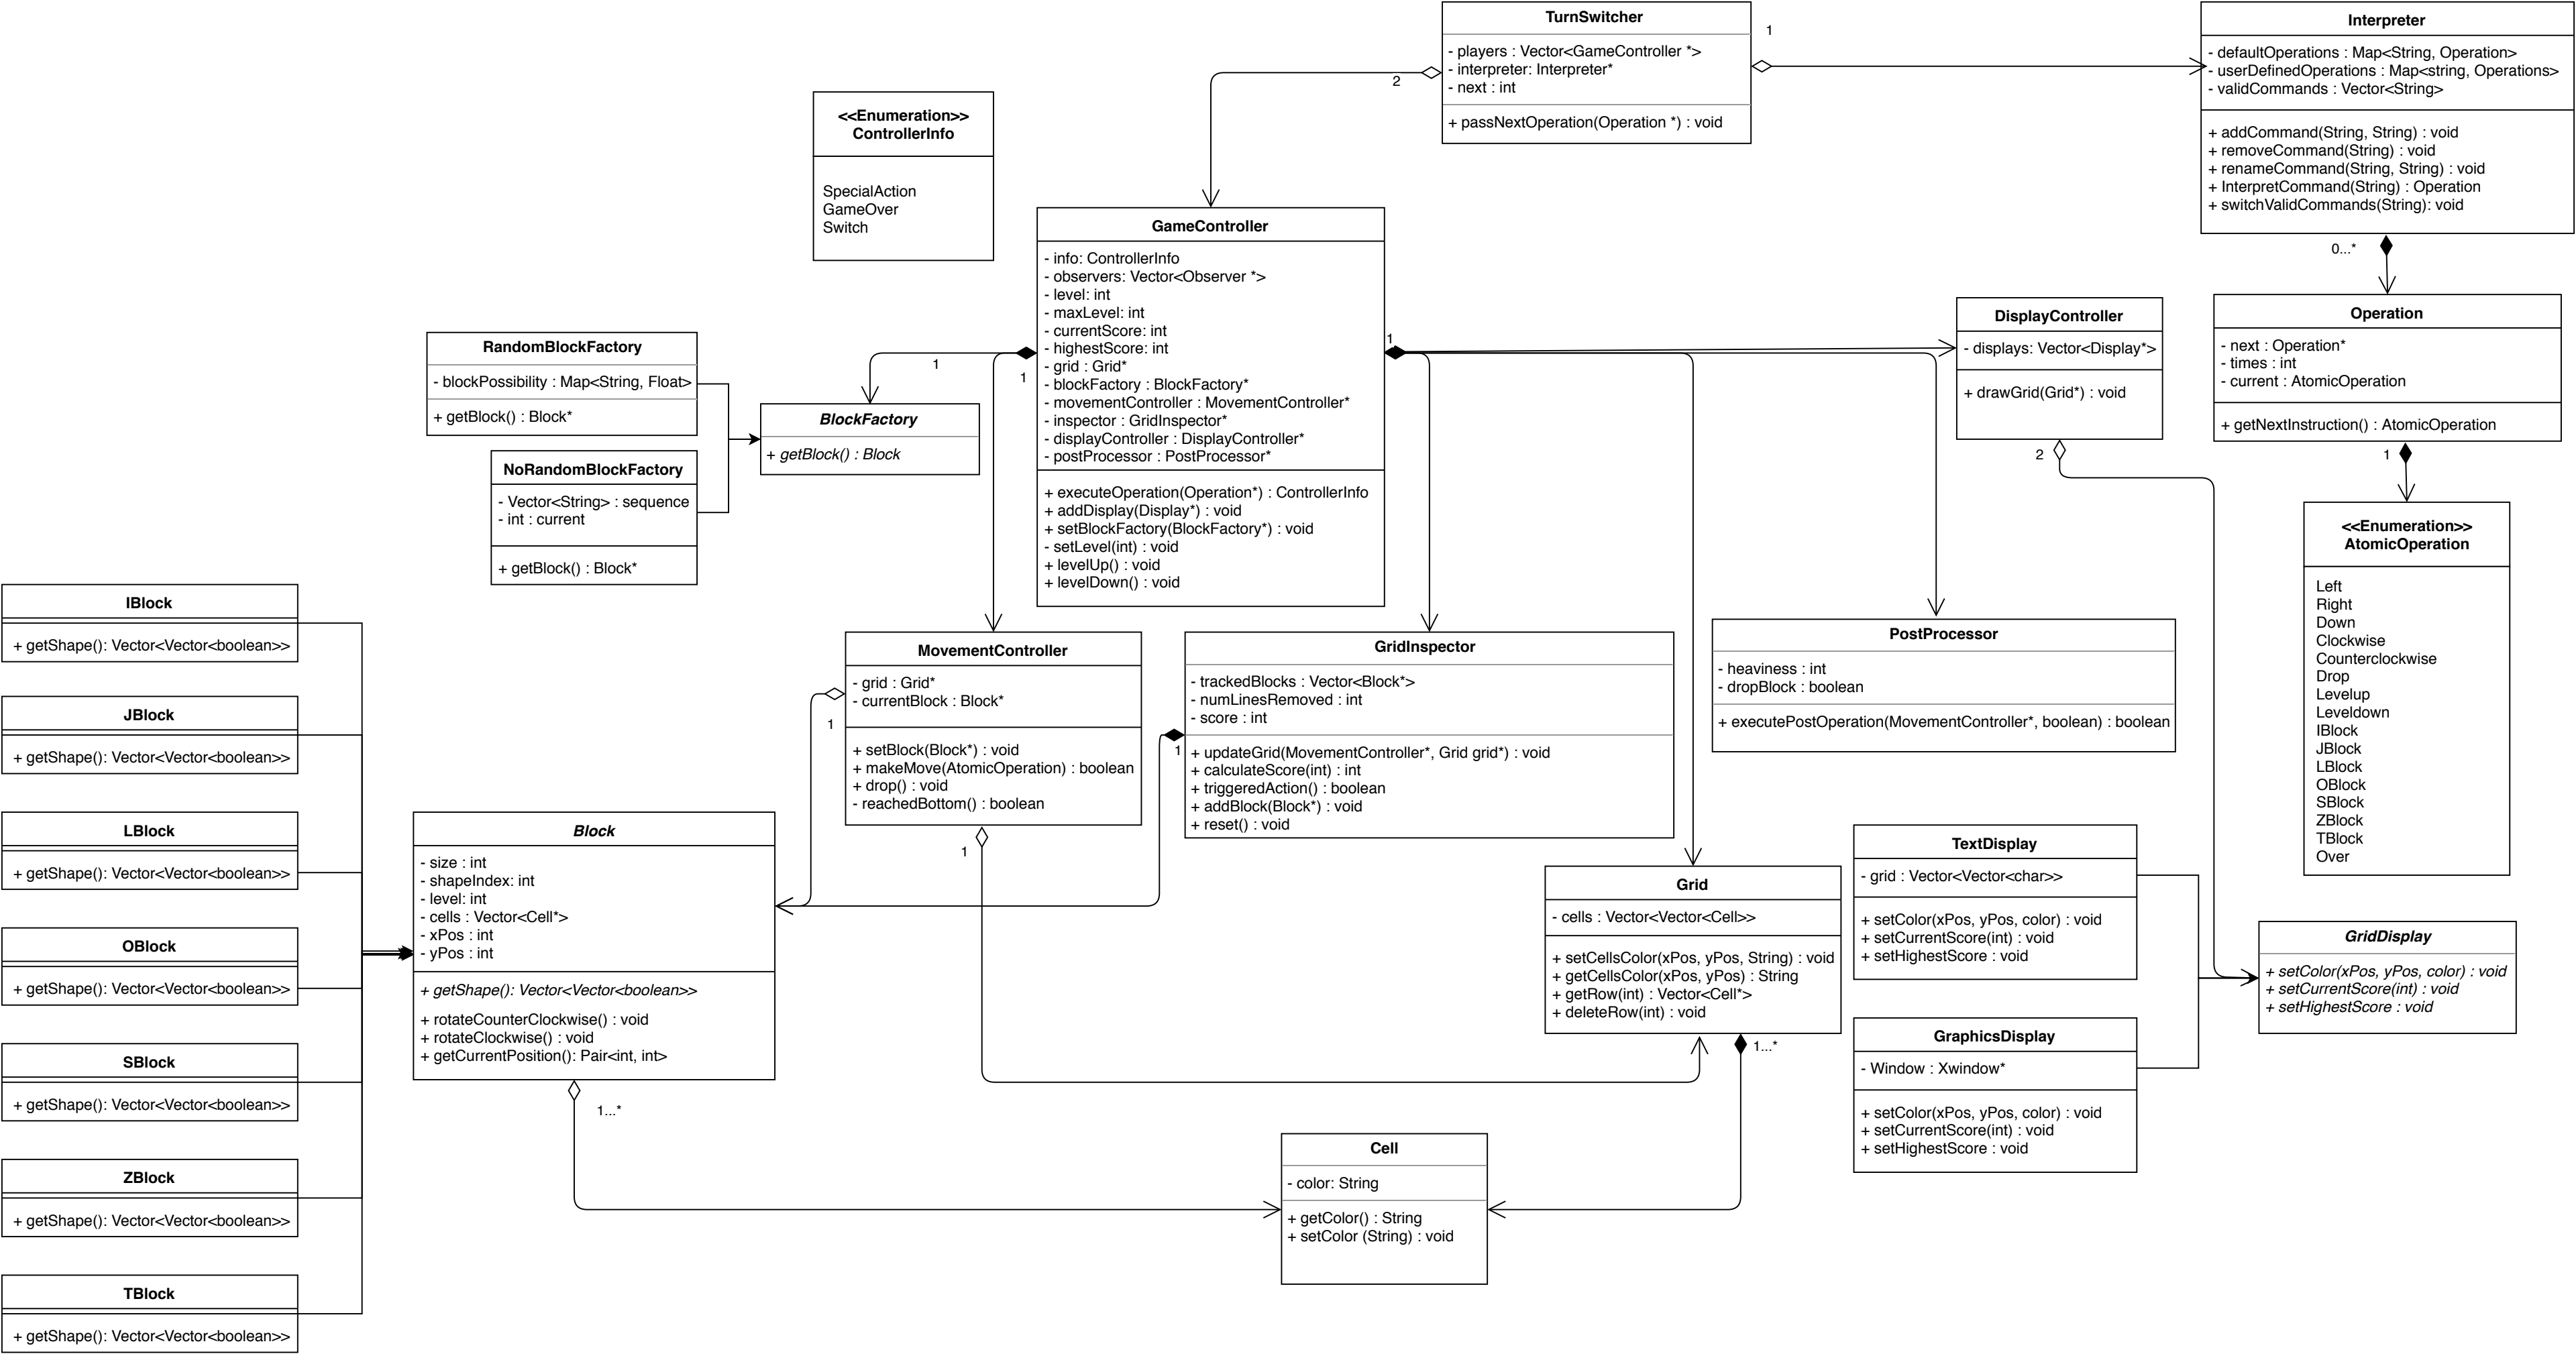 TurnSwitcher
- players : Vector<GameController *>
- interpreter: Interpreter*
- next : int
+ passNextOperation(Operation *) : void
1
2
Interpreter
- defaultOperations : Map<String, Operation>
- userDefinedOperations : Map<string, Operations>
- validCommands : Vector<String>
+ addCommand(String, String) : void
+ removeCommand(String) : void
+ renameCommand(String, String) : void
+ InterpretCommand(String) : Operation
+ switchValidCommands(String): void
0...*
<<Enumeration>>
ControllerInfo
SpecialAction
GameOver
Switch
GameController
- info: ControllerInfo
- observers: Vector<Observer *>
- level: int
- maxLevel: int
- currentScore: int
- highestScore: int
- grid : Grid*
- blockFactory : BlockFactory*
- movementController : MovementController*
- inspector : GridInspector*
- displayController : DisplayController*
- postProcessor : PostProcessor*
+ executeOperation(Operation*) : ControllerInfo
+ addDisplay(Display*) : void
+ setBlockFactory(BlockFactory*) : void
- setLevel(int) : void
+ levelUp() : void
+ levelDown() : void
1
1
1
DisplayController
- displays: Vector<Display*>
+ drawGrid(Grid*) : void
2
Operation
- next : Operation*
- times : int
- current : AtomicOperation
+ getNextInstruction() : AtomicOperation
1
RandomBlockFactory
- blockPossibility : Map<String, Float>
+ getBlock() : Block*
BlockFactory
+ getBlock() : Block
NoRandomBlockFactory
- Vector<String> : sequence
- int : current
+ getBlock() : Block*
<<Enumeration>>
AtomicOperation
Left
Right
Down
Clockwise
Counterclockwise
Drop
Levelup
Leveldown
IBlock
JBlock
LBlock
OBlock
SBlock
ZBlock
TBlock
Over
IBlock
+ getShape(): Vector<Vector<boolean>>
JBlock
+ getShape(): Vector<Vector<boolean>>
LBlock
+ getShape(): Vector<Vector<boolean>>
OBlock
+ getShape(): Vector<Vector<boolean>>
SBlock
+ getShape(): Vector<Vector<boolean>>
ZBlock
+ getShape(): Vector<Vector<boolean>>
TBlock
+ getShape(): Vector<Vector<boolean>>
MovementController
- grid : Grid*
- currentBlock : Block*
+ setBlock(Block*) : void
+ makeMove(AtomicOperation) : boolean
+ drop() : void
- reachedBottom() : boolean
1
1
GridInspector
- trackedBlocks : Vector<Block*>
- numLinesRemoved : int
- score : int
+ updateGrid(MovementController*, Grid grid*) : void
+ calculateScore(int) : int
+ triggeredAction() : boolean
+ addBlock(Block*) : void
+ reset() : void
1
PostProcessor
- heaviness : int
- dropBlock : boolean
+ executePostOperation(MovementController*, boolean) : boolean
Block
- size : int
- shapeIndex: int
- level: int
- cells : Vector<Cell*>
- xPos : int
- yPos : int
+ getShape(): Vector<Vector<boolean>>
+ rotateCounterClockwise() : void
+ rotateClockwise() : void
+ getCurrentPosition(): Pair<int, int>
1...*
Grid
- cells : Vector<Vector<Cell>>
+ setCellsColor(xPos, yPos, String) : void
+ getCellsColor(xPos, yPos) : String
+ getRow(int) : Vector<Cell*>
+ deleteRow(int) : void
1...*
TextDisplay
- grid : Vector<Vector<char>>
+ setColor(xPos, yPos, color) : void
+ setCurrentScore(int) : void
+ setHighestScore : void
GridDisplay
+ setColor(xPos, yPos, color) : void
+ setCurrentScore(int) : void
+ setHighestScore : void
GraphicsDisplay
- Window : Xwindow*
+ setColor(xPos, yPos, color) : void
+ setCurrentScore(int) : void
+ setHighestScore : void
Cell
- color: String
+ getColor() : String
+ setColor (String) : void